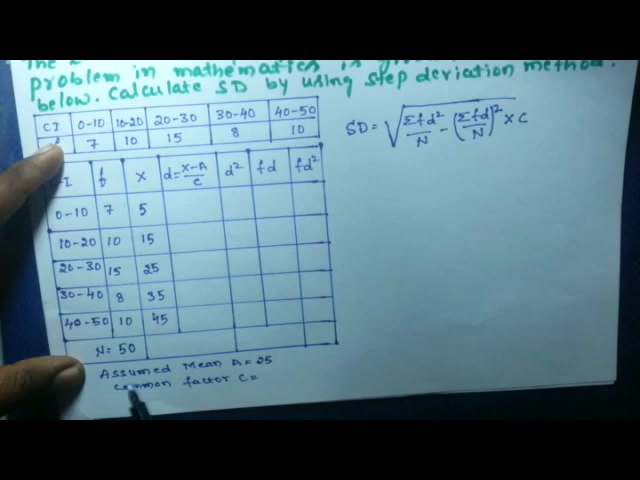 The
problem in mathematics is
below. Calculate SD by using step deviation method.
CI 0-10 10-20 20-30 30-40 40-50
f 7 10 15 8 10
SD = √(Σfd²/N - (Σfd/N)²) × C
-I f X d = X-A/C d² fd fd²
0-10 7 5
10-20 10 15
20-30 15 25
30-40 8 35
40-50 10 45
N = 50
Assumed Mean A = 25
Common factor C =